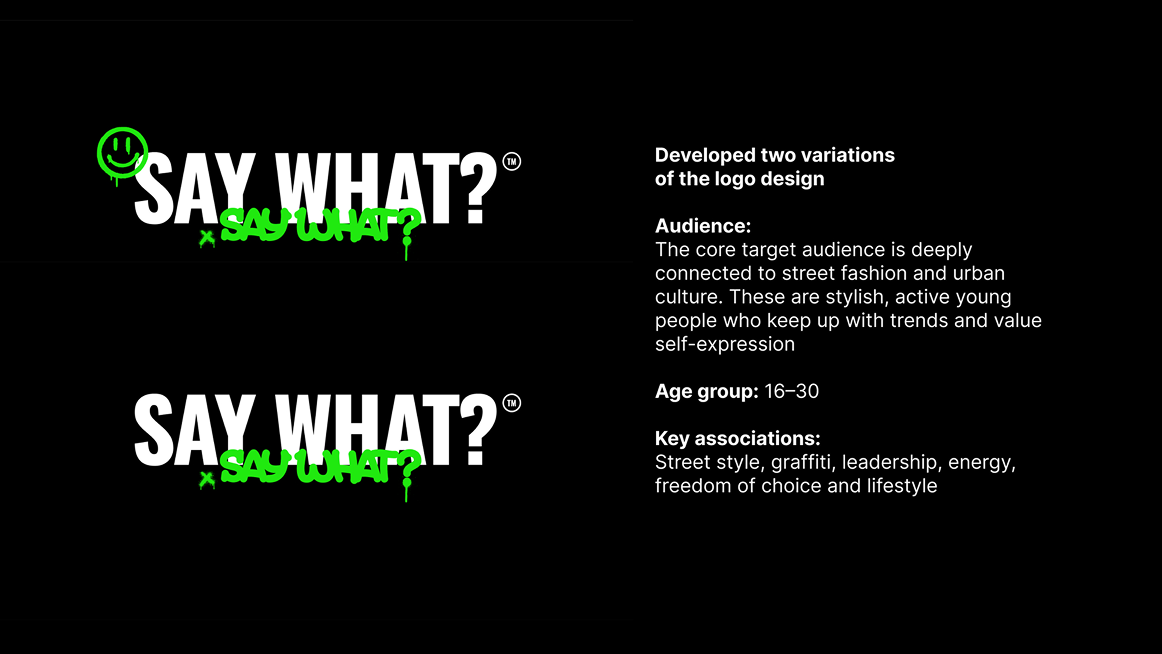 SAY WHAT? TM
x SAY WHAT?
SAY WHAT? TM
x SAY WHAT?
Developed two variations
of the logo design
Audience:
The core target audience is deeply
connected to street fashion and urban
culture. These are stylish, active young
people who keep up with trends and value
self-expression
Age group: 16–30
Key associations:
Street style, graffiti, leadership, energy,
freedom of choice and lifestyle